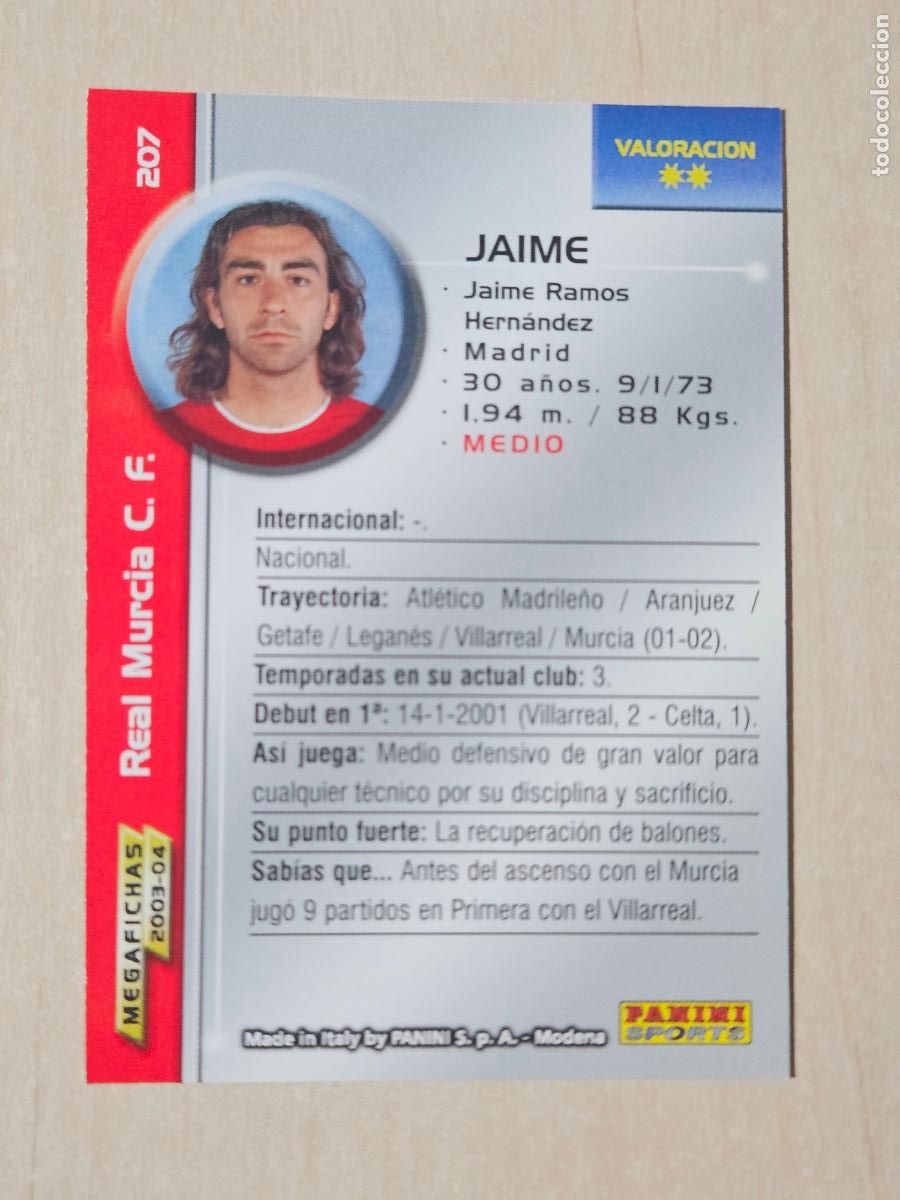 todocoleccion
207
Real Murcia C. F.
MEGAFICHAS
2003-04
VALORACION
JAIME
· Jaime Ramos
Hernández
· Madrid
· 30 años. 9/1/73
· 1.94 m. / 88 Kgs.
· MEDIO
Internacional: -.
Nacional.
Trayectoria: Atlético Madrileño / Aranjuez /
Getafe / Leganés / Villarreal / Murcia (01-02).
Temporadas en su actual club: 3.
Debut en 1ª: 14-1-2001 (Villarreal, 2 - Celta, 1).
Así juega: Medio defensivo de gran valor para
cualquier técnico por su disciplina y sacrificio.
Su punto fuerte: La recuperación de balones.
Sabías que... Antes del ascenso con el Murcia
jugó 9 partidos en Primera con el Villarreal.
Made in Italy by PANINI S. p. A. - Modena
PANINI
SPORTS